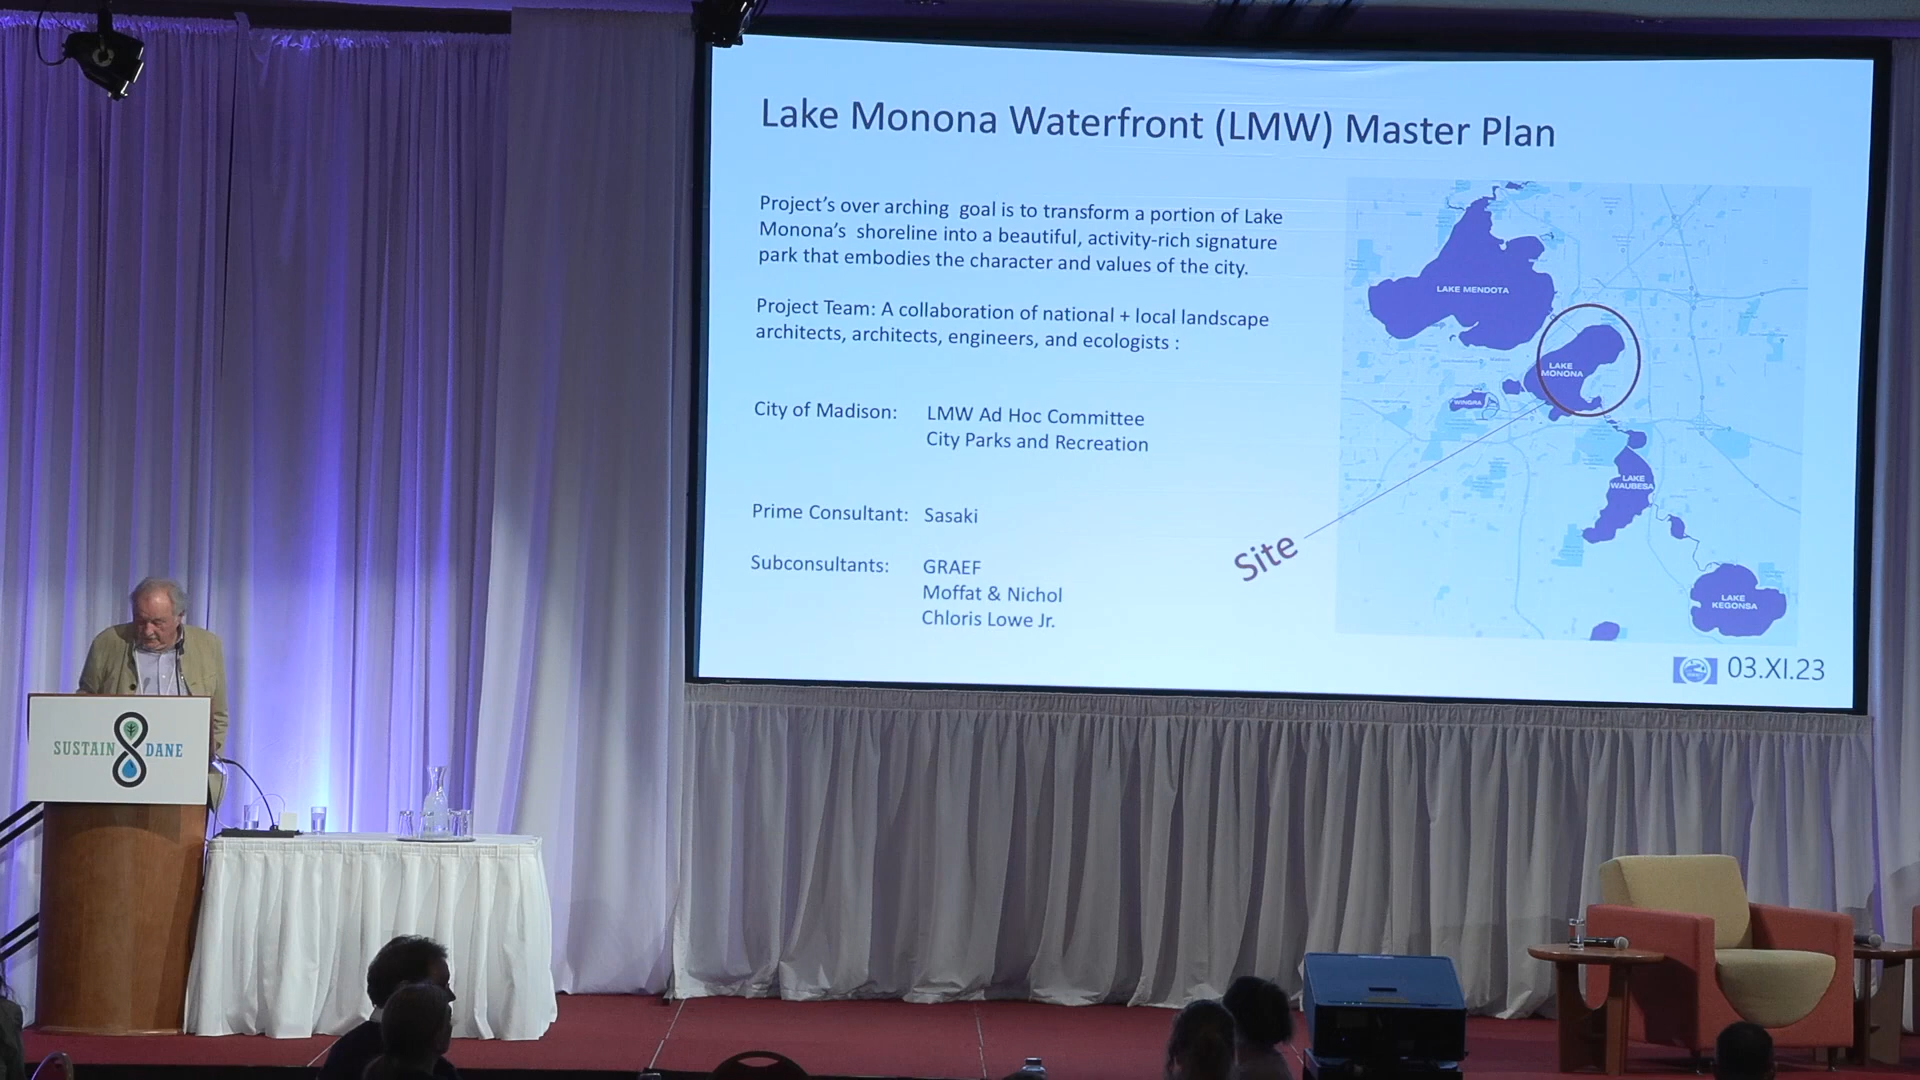 Lake Monona Waterfront (LMW) Master Plan
Project's over arching goal is to transform a portion of Lake
Monona's shoreline into a beautiful, activity-rich signature
park that embodies the character and values of the city.
Project Team: A collaboration of national + local landscape
architects, architects, engineers, and ecologists :
City of Madison: LMW Ad Hoc Committee
City Parks and Recreation
Prime Consultant: Sasaki
Subconsultants: GRAEF
Moffat & Nichol
Chloris Lowe Jr.
LAKE MENDOTA
LAKE
MONONA
WINGRA
LAKE
WAUBESA
LAKE
KEGONSA
Site
03.XI.23
SUSTAIN DANE